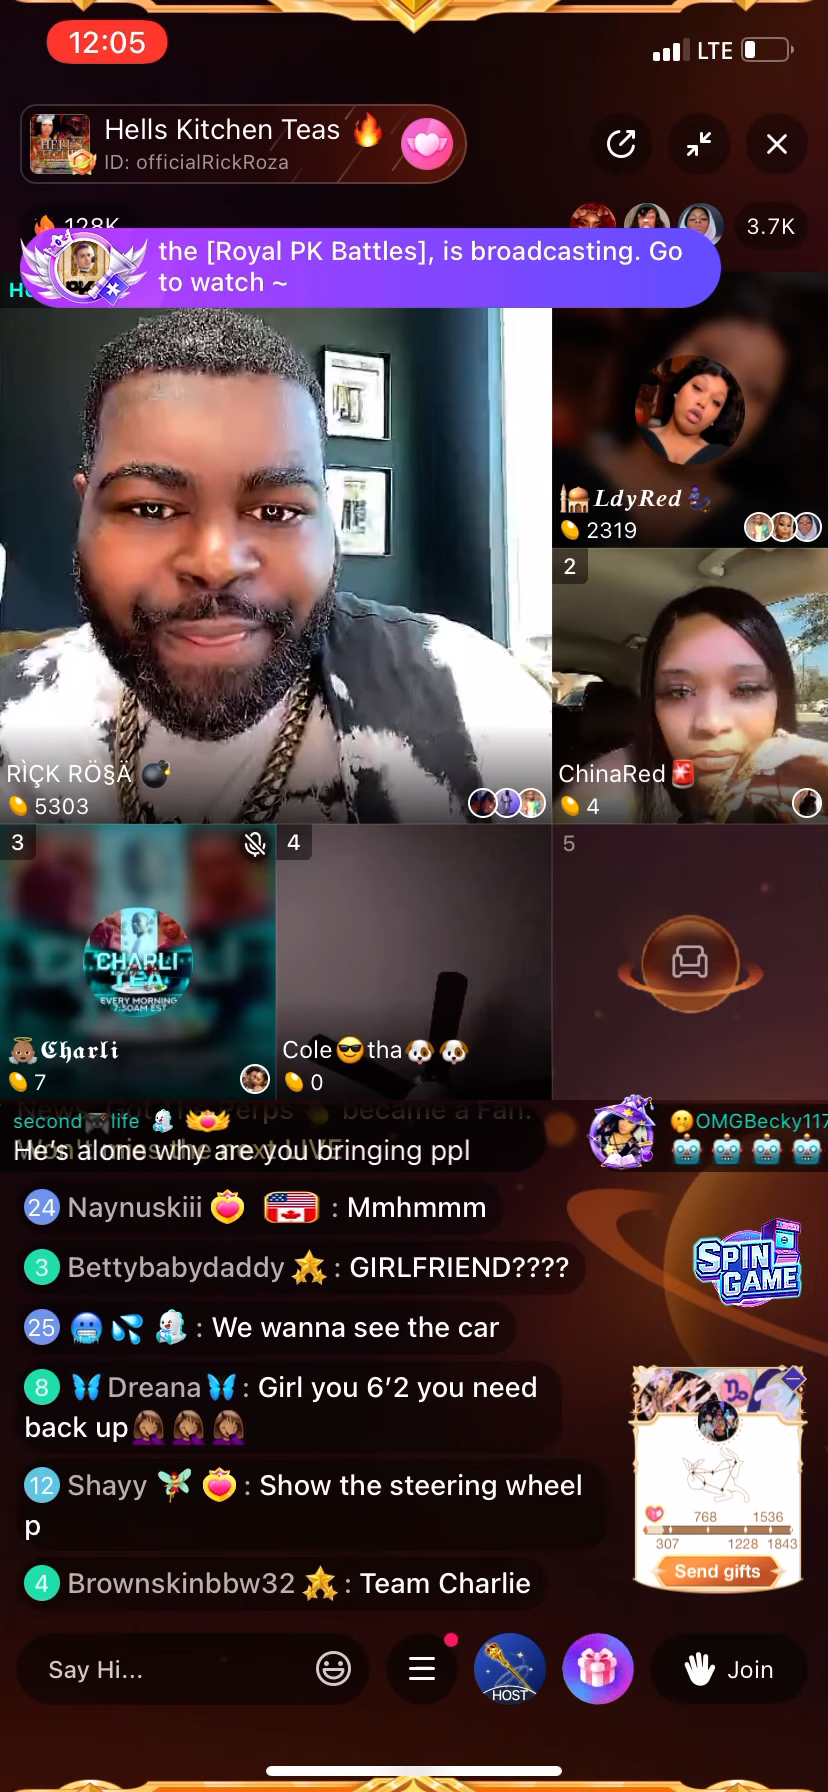 12:05
LTE
Hells Kitchen Teas 🔥
ID: officialRickRoza
128K
3.7K
the [Royal PK Battles], is broadcasting. Go
to watch ~
𝑳𝒅𝒚𝑹𝒆𝒅
2319
2
RÌÇK RÖ§Ä 💣
5303
ChinaRed🚨
4
3
4
5
CHARLI
TEA
EVERY MORNING
7:30AM EST
👼🏽𝕮𝖍𝖆𝖗𝖑𝖎
7
Cole😎tha🐶🐶
0
second🎮life
🤫OMGBecky117
He's alone why are you bringing ppl
🤖 🤖 🤖 🤖
24 Naynuskiii : Mmhmmm
3 Bettybabydaddy : GIRLFRIEND????
25 🥶💦 : We wanna see the car
8 🦋Dreana🦋: Girl you 6'2 you need
back up🤦🏽‍♀️🤦🏽‍♀️🤦🏽‍♀️
12 Shayy : Show the steering wheel
p
4 Brownskinbbw32 : Team Charlie
SPIN
GAME
768 1536
307 1228 1843
Send gifts
Say Hi...
HOST
Join